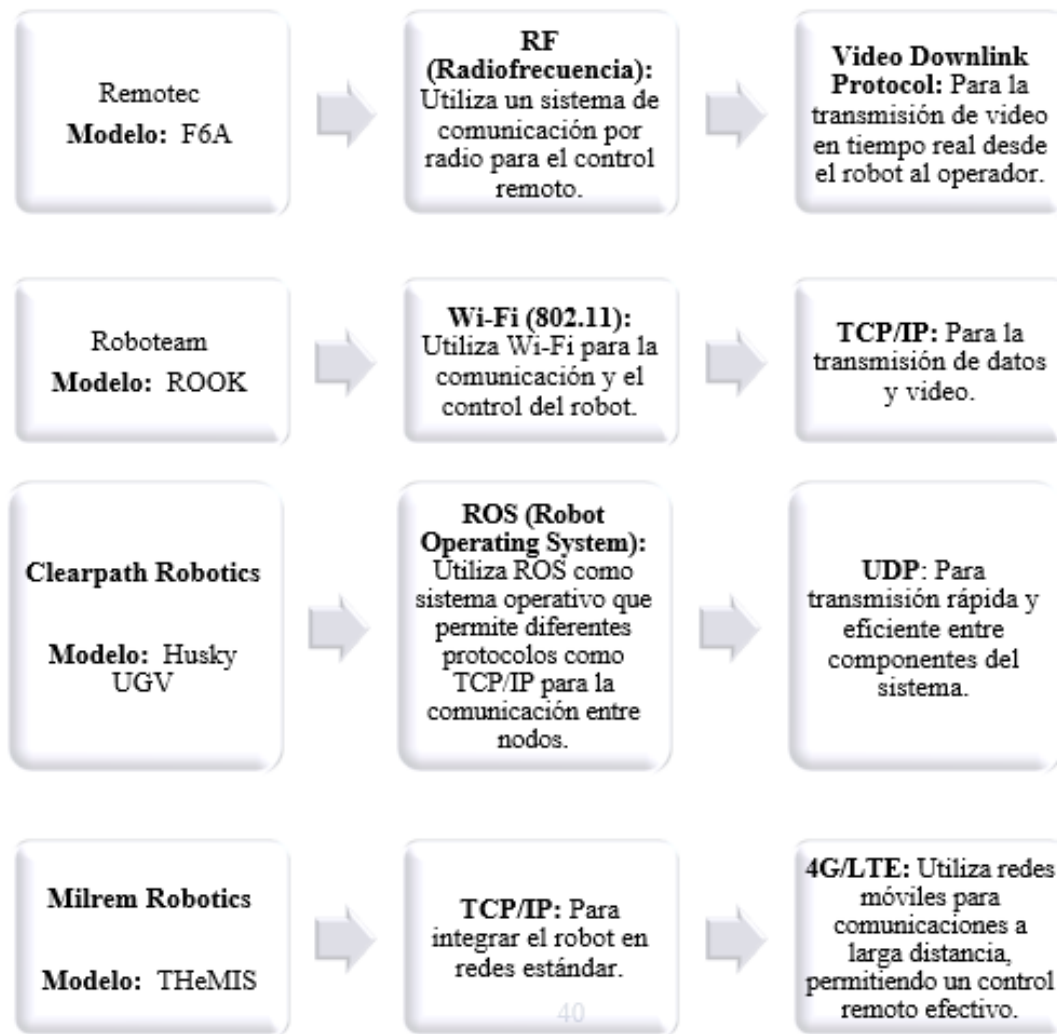 Remotec
Modelo: F6A
RF
(Radiofrecuencia):
Utiliza un sistema de
comunicación por
radio para el control
remoto.
Video Downlink
Protocol: Para la
transmisión de video
en tiempo real desde
el robot al operador.
Roboteam
Modelo: ROOK
Wi-Fi (802.11):
Utiliza Wi-Fi para la
comunicación y el
control del robot.
TCP/IP: Para la
transmisión de datos
y video.
Clearpath Robotics
Modelo: Husky
UGV
ROS (Robot
Operating System):
Utiliza ROS como
sistema operativo que
permite diferentes
protocolos como
TCP/IP para la
comunicación entre
nodos.
UDP: Para
transmisión rápida y
eficiente entre
componentes del
sistema.
Milrem Robotics
Modelo: THeMIS
TCP/IP: Para
integrar el robot en
redes estándar.
40
4G/LTE: Utiliza redes
móviles para
comunicaciones a
larga distancia,
permitiendo un control
remoto efectivo.